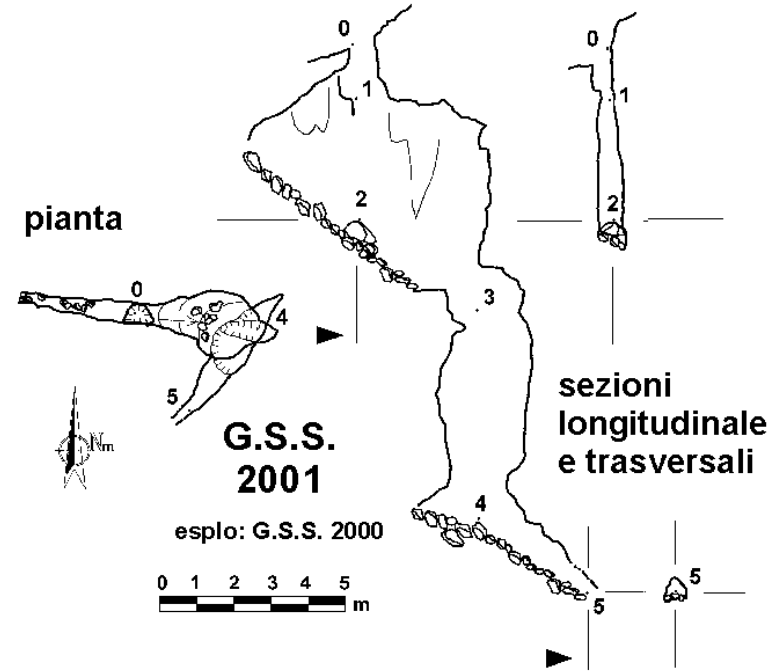 0
0
1
1
2
2
pianta
0
3
4
5
sezioni
longitudinale
e trasversali
Nm
G.S.S.
2001
4
esplo: G.S.S. 2000
0 1 2 3 4 5
m
5
5